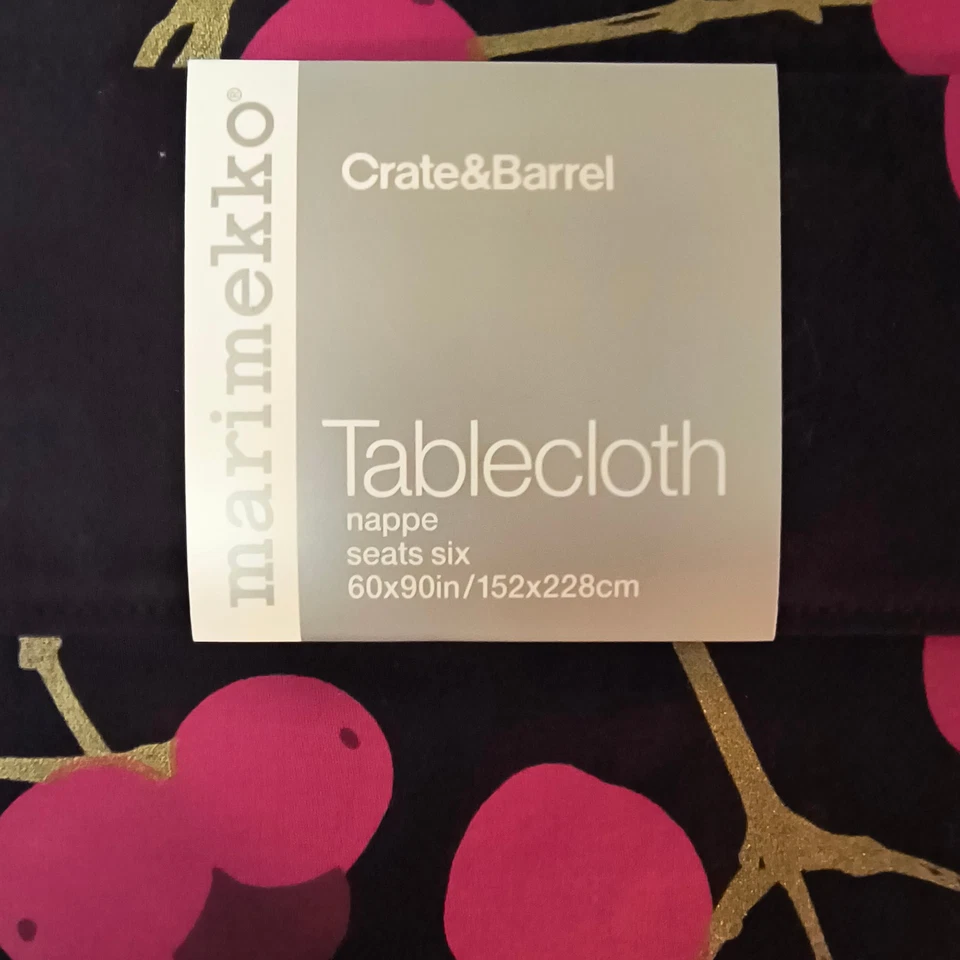 marimekko®
Crate&Barrel
Tablecloth
nappe
seats six
60x90in/152x228cm